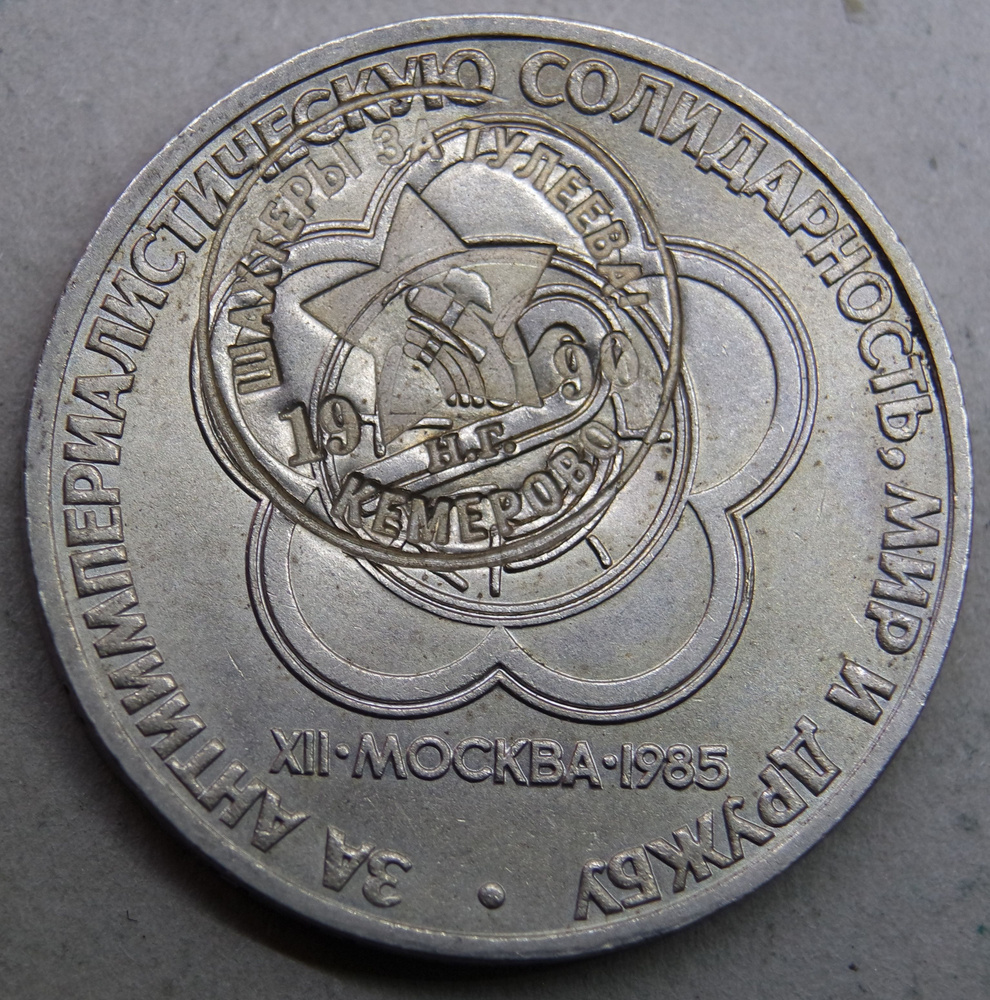 ЗА АНТИИМПЕРИАЛИСТИЧЕСКУЮ СОЛИДАРНОСТЬ, МИР И ДРУЖБУ
ШАХТЕРЫ ЗА ТУЛЕЕВА
19 90
Н.Г.
КЕМЕРОВО
XII·МОСКВА·1985